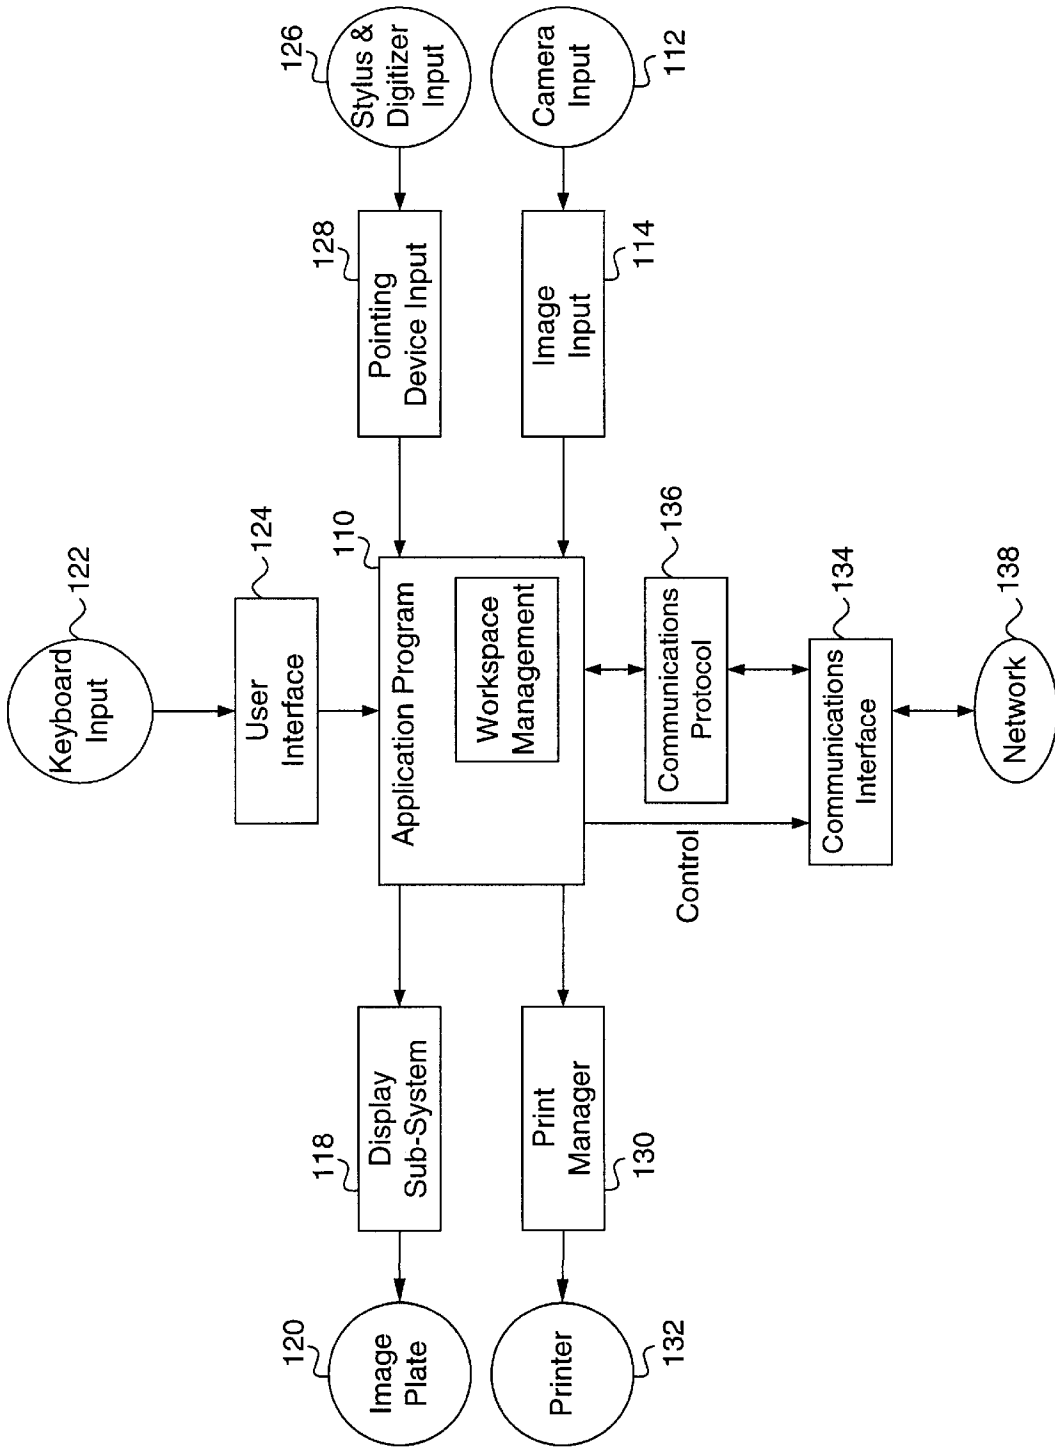 Keyboard
Input
122
User
Interface
124
120
Image
Plate
118
Display
Sub-System
110
Application Program
128
Pointing
Device Input
126
Stylus &
Digitizer
Input
Workspace
Management
Printer
132
Print
Manager
130
Image
Input
114
Camera
Input
112
Control
Communications
Protocol
136
Communications
Interface
134
Network
138